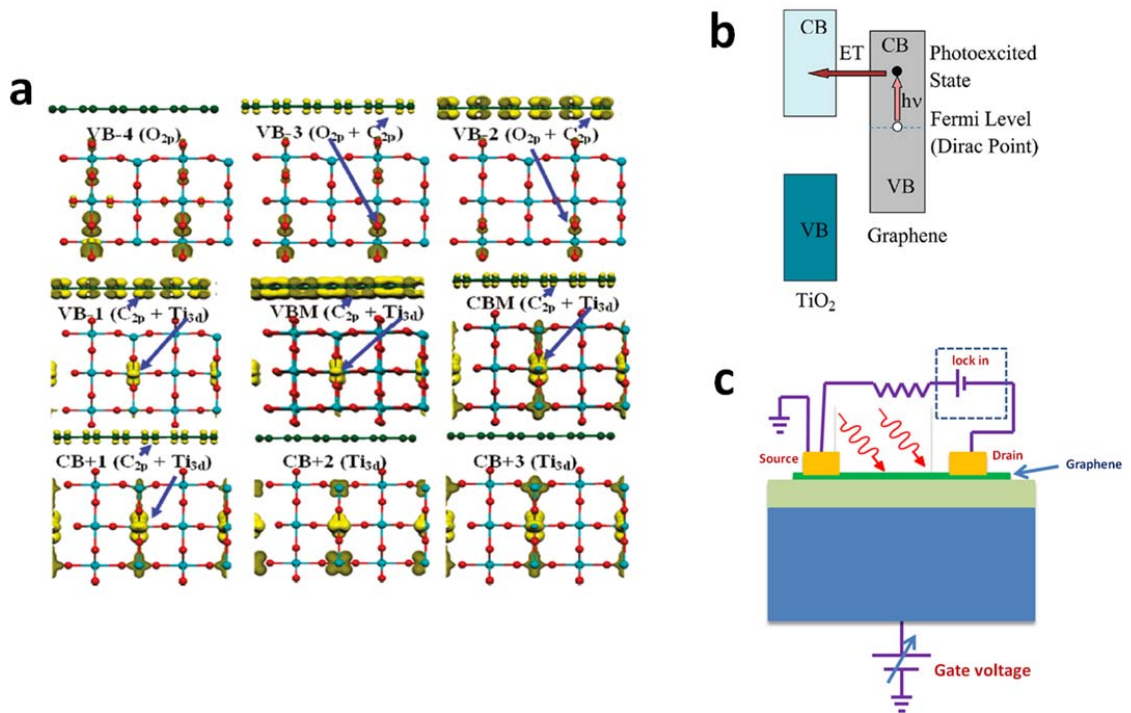 a
VB-4 (O2p)
VB-3 (O2p + C2p)
VB-2 (O2p + C2p)
VB-1 (C2p + Ti3d)
VBM (C2p + Ti3d)
CBM (C2p + Ti3d)
CB+1 (C2p + Ti3d)
CB+2 (Ti3d)
CB+3 (Ti3d)
b
CB
ET
CB
Photoexcited
State
hν
Fermi Level
(Dirac Point)
VB
VB
Graphene
TiO2
c
lock in
Source
Drain
Graphene
Gate voltage